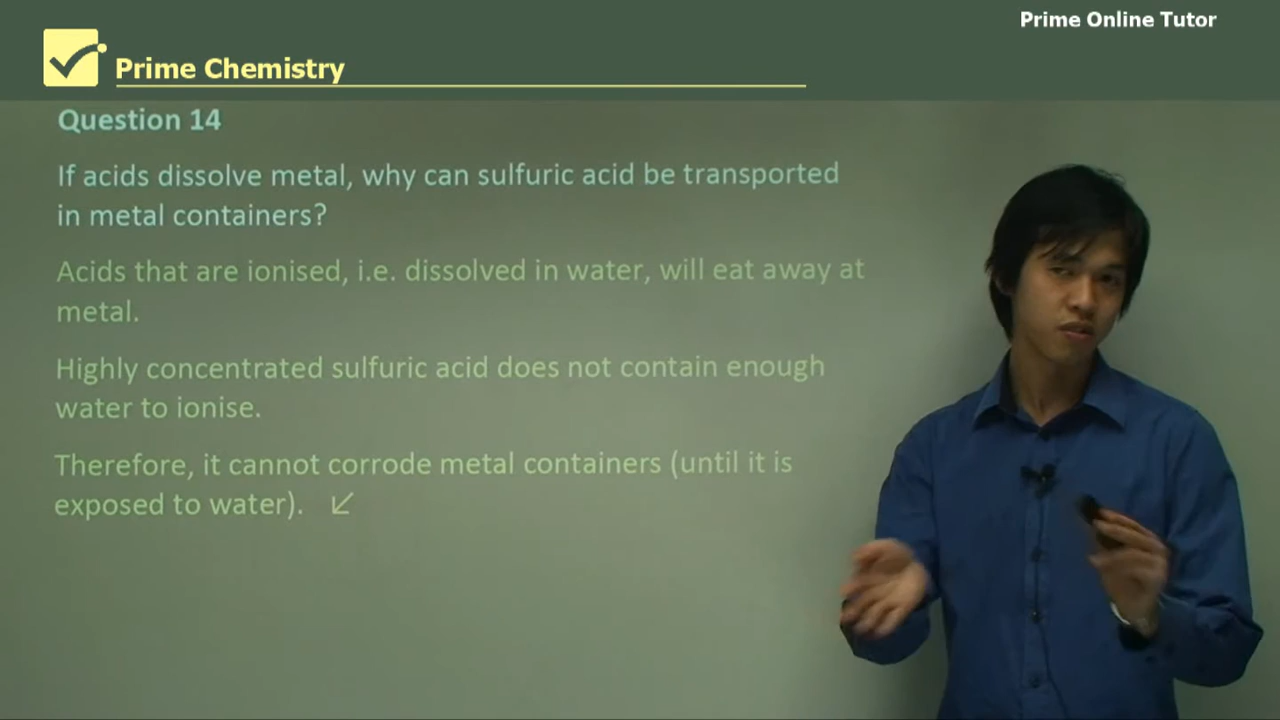 Prime Online Tutor
Prime Chemistry
Question 14
If acids dissolve metal, why can sulfuric acid be transported
in metal containers?
Acids that are ionised, i.e. dissolved in water, will eat away at
metal.
Highly concentrated sulfuric acid does not contain enough
water to ionise.
Therefore, it cannot corrode metal containers (until it is
exposed to water). ↙